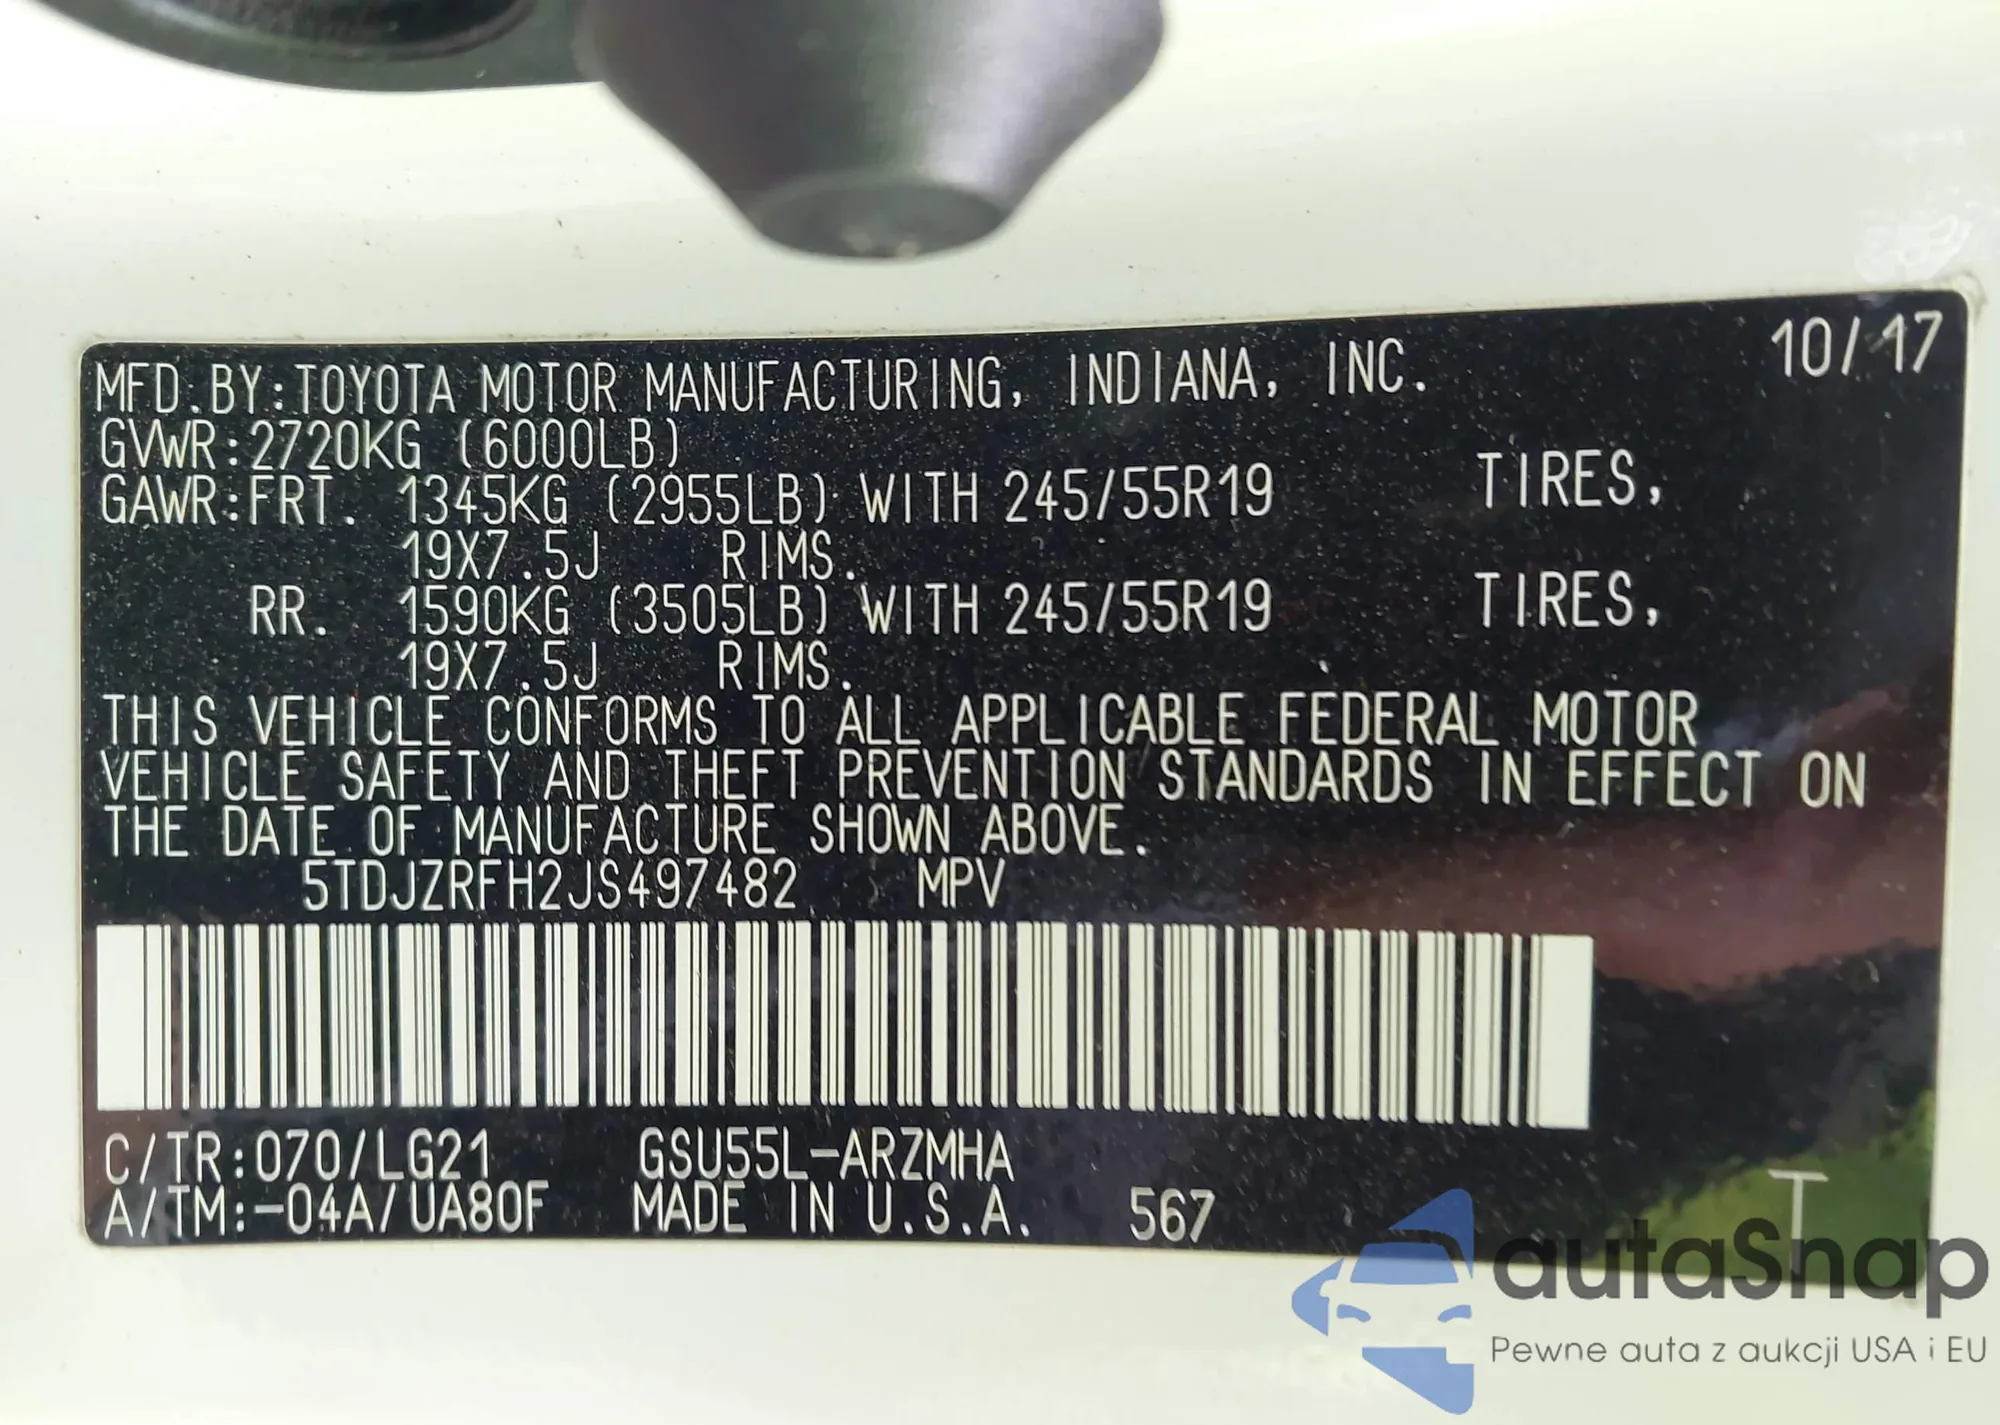 MFD.BY:TOYOTA MOTOR MANUFACTURING, INDIANA, INC. 10/17
GVWR:2720KG (6000LB)
GAWR:FRT. 1345KG (2955LB) WITH 245/55R19 TIRES,
19X7.5J RIMS.
RR. 1590KG (3505LB) WITH 245/55R19 TIRES,
19X7.5J RIMS.
THIS VEHICLE CONFORMS TO ALL APPLICABLE FEDERAL MOTOR
VEHICLE SAFETY AND THEFT PREVENTION STANDARDS IN EFFECT ON
THE DATE OF MANUFACTURE SHOWN ABOVE.
5TDJZRFH2JS497482 MPV
C/TR:070/LG21 GSU55L-ARZMHA
A/TM:-04A/UA80F MADE IN U.S.A. 567 T
autaSnap
Pewne auta z aukcji USA i EU